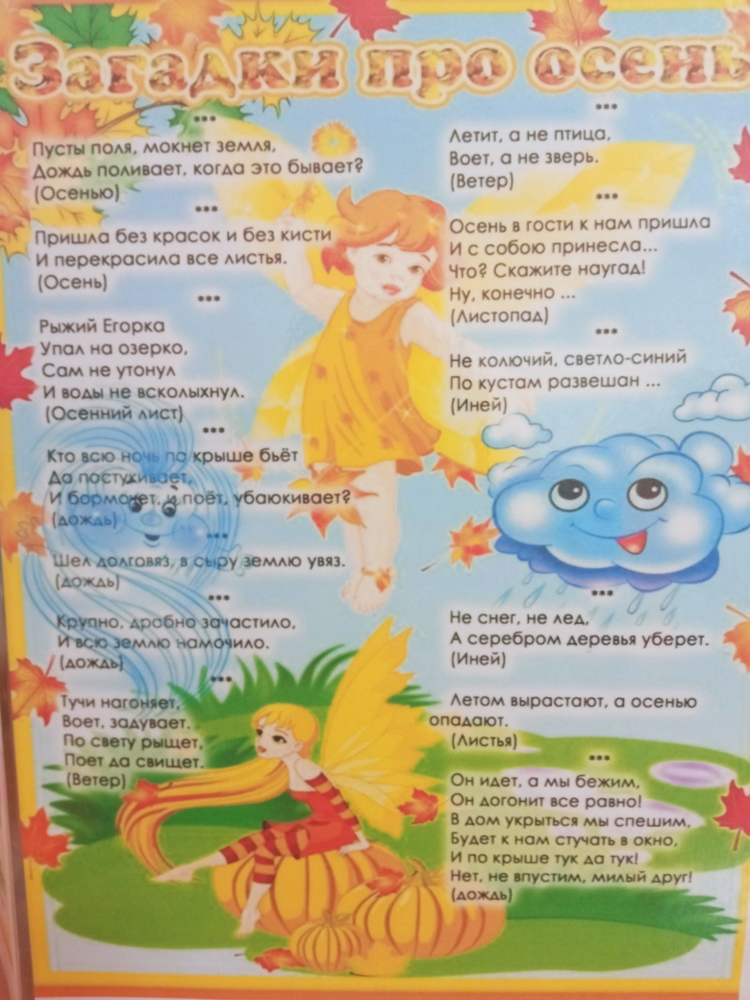 Загадки про осень
***
Пусты поля, мокнет земля,
Дождь поливает, когда это бывает?
(Осенью)
***
Пришла без красок и без кисти
И перекрасила все листья.
(Осень)
***
Рыжий Егорка
Упал на озерко,
Сам не утонул
И воды не всколыхнул.
(Осенний лист)
***
Кто всю ночь по крыше бьёт
Да постукивает,
И бормочет, и поёт, убаюкивает?
(дождь)
***
Шел долговяз, в сыру землю увяз.
(дождь)
***
Крупно, дробно зачастило,
И всю землю намочило.
(дождь)
***
Тучи нагоняет,
Воет, задувает.
По свету рыщет,
Поет да свищет.
(Ветер)
***
Летит, а не птица,
Воет, а не зверь.
(Ветер)
***
Осень в гости к нам пришла
И с собою принесла...
Что? Скажите наугад!
Ну, конечно ...
(Листопад)
***
Не колючий, светло-синий
По кустам развешан ...
(Иней)
***
Не снег, не лед,
А серебром деревья уберет.
(Иней)
Летом вырастают, а осенью
опадают.
(Листья)
***
Он идет, а мы бежим,
Он догонит все равно!
В дом укрыться мы спешим,
Будет к нам стучать в окно,
И по крыше тук да тук!
Нет, не впустим, милый друг!
(дождь)